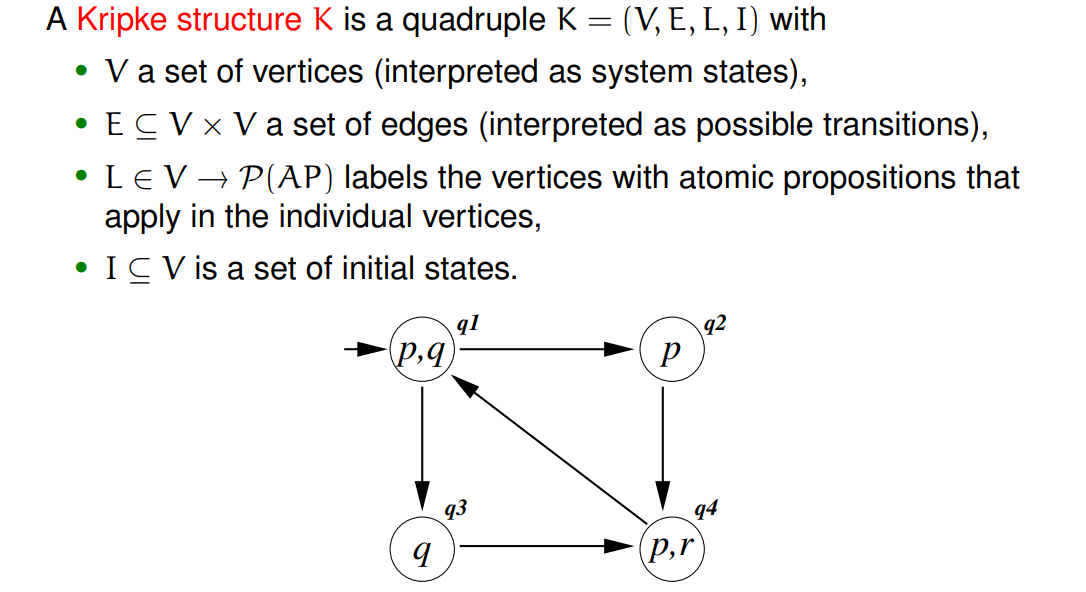 A Kripke structure K is a quadruple K = (V, E, L, I) with
• V a set of vertices (interpreted as system states),
• E ⊆ V × V a set of edges (interpreted as possible transitions),
• L ∈ V → 𝒫(AP) labels the vertices with atomic propositions that
apply in the individual vertices,
• I ⊆ V is a set of initial states.
q1
q2
p,q
p
q3
q4
q
p,r